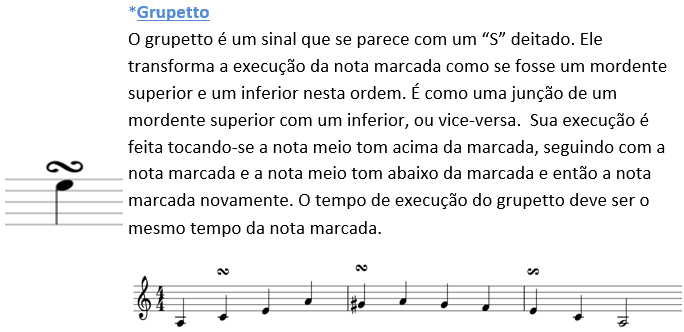 *Grupetto
O grupetto é um sinal que se parece com um “S” deitado. Ele
transforma a execução da nota marcada como se fosse um mordente
superior e um inferior nesta ordem. É como uma junção de um
mordente superior com um inferior, ou vice-versa.  Sua execução é
feita tocando-se a nota meio tom acima da marcada, seguindo com a
nota marcada e a nota meio tom abaixo da marcada e então a nota
marcada novamente. O tempo de execução do grupetto deve ser o
mesmo tempo da nota marcada.